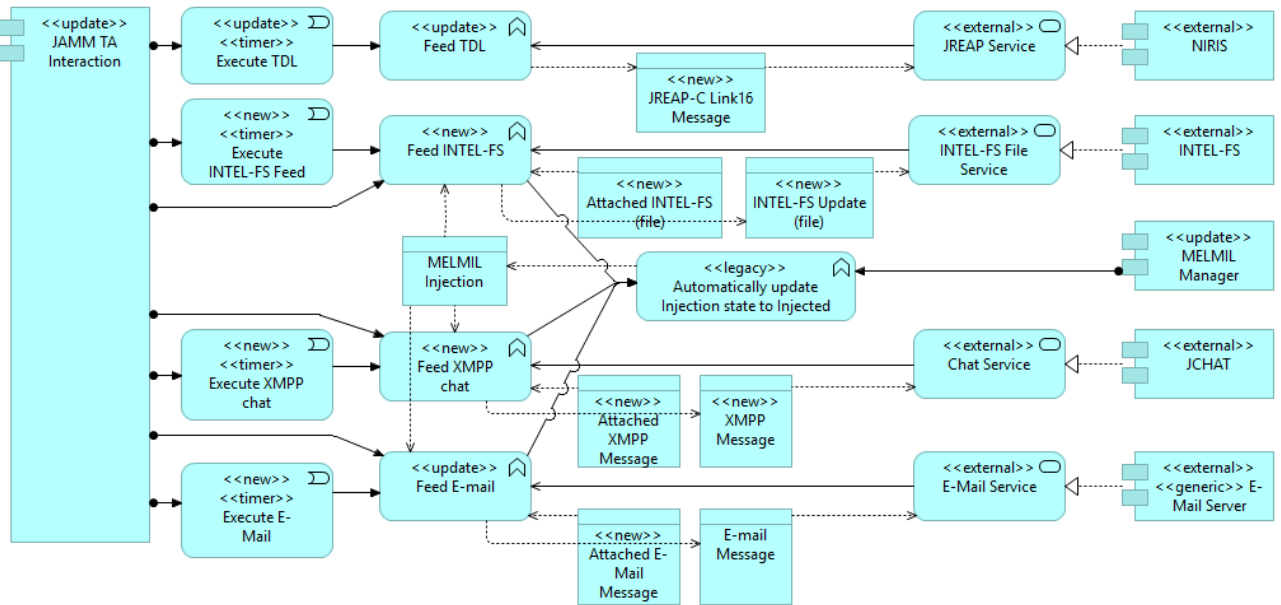 <<update>>
JAMM TA
Interaction
<<update>>
<<timer>>
Execute TDL
<<update>>
Feed TDL
<<new>>
JREAP-C Link16
Message
<<external>>
JREAP Service
<<external>>
NIRIS
<<new>>
<<timer>>
Execute
INTEL-FS Feed
<<new>>
Feed INTEL-FS
<<new>>
Attached INTEL-FS
(file)
<<new>>
INTEL-FS Update
(file)
<<external>>
INTEL-FS File
Service
<<external>>
INTEL-FS
MELMIL
Injection
<<legacy>>
Automatically update
Injection state to Injected
<<update>>
MELMIL
Manager
<<new>>
<<timer>>
Execute XMPP
chat
<<new>>
Feed XMPP
chat
<<new>>
Attached
XMPP
Message
<<new>>
XMPP
Message
<<external>>
Chat Service
<<external>>
JCHAT
<<new>>
<<timer>>
Execute E-
Mail
<<update>>
Feed E-mail
<<new>>
Attached E-
Mail
Message
E-mail
Message
<<external>>
E-Mail Service
<<external>>
<<generic>> E-
Mail Server